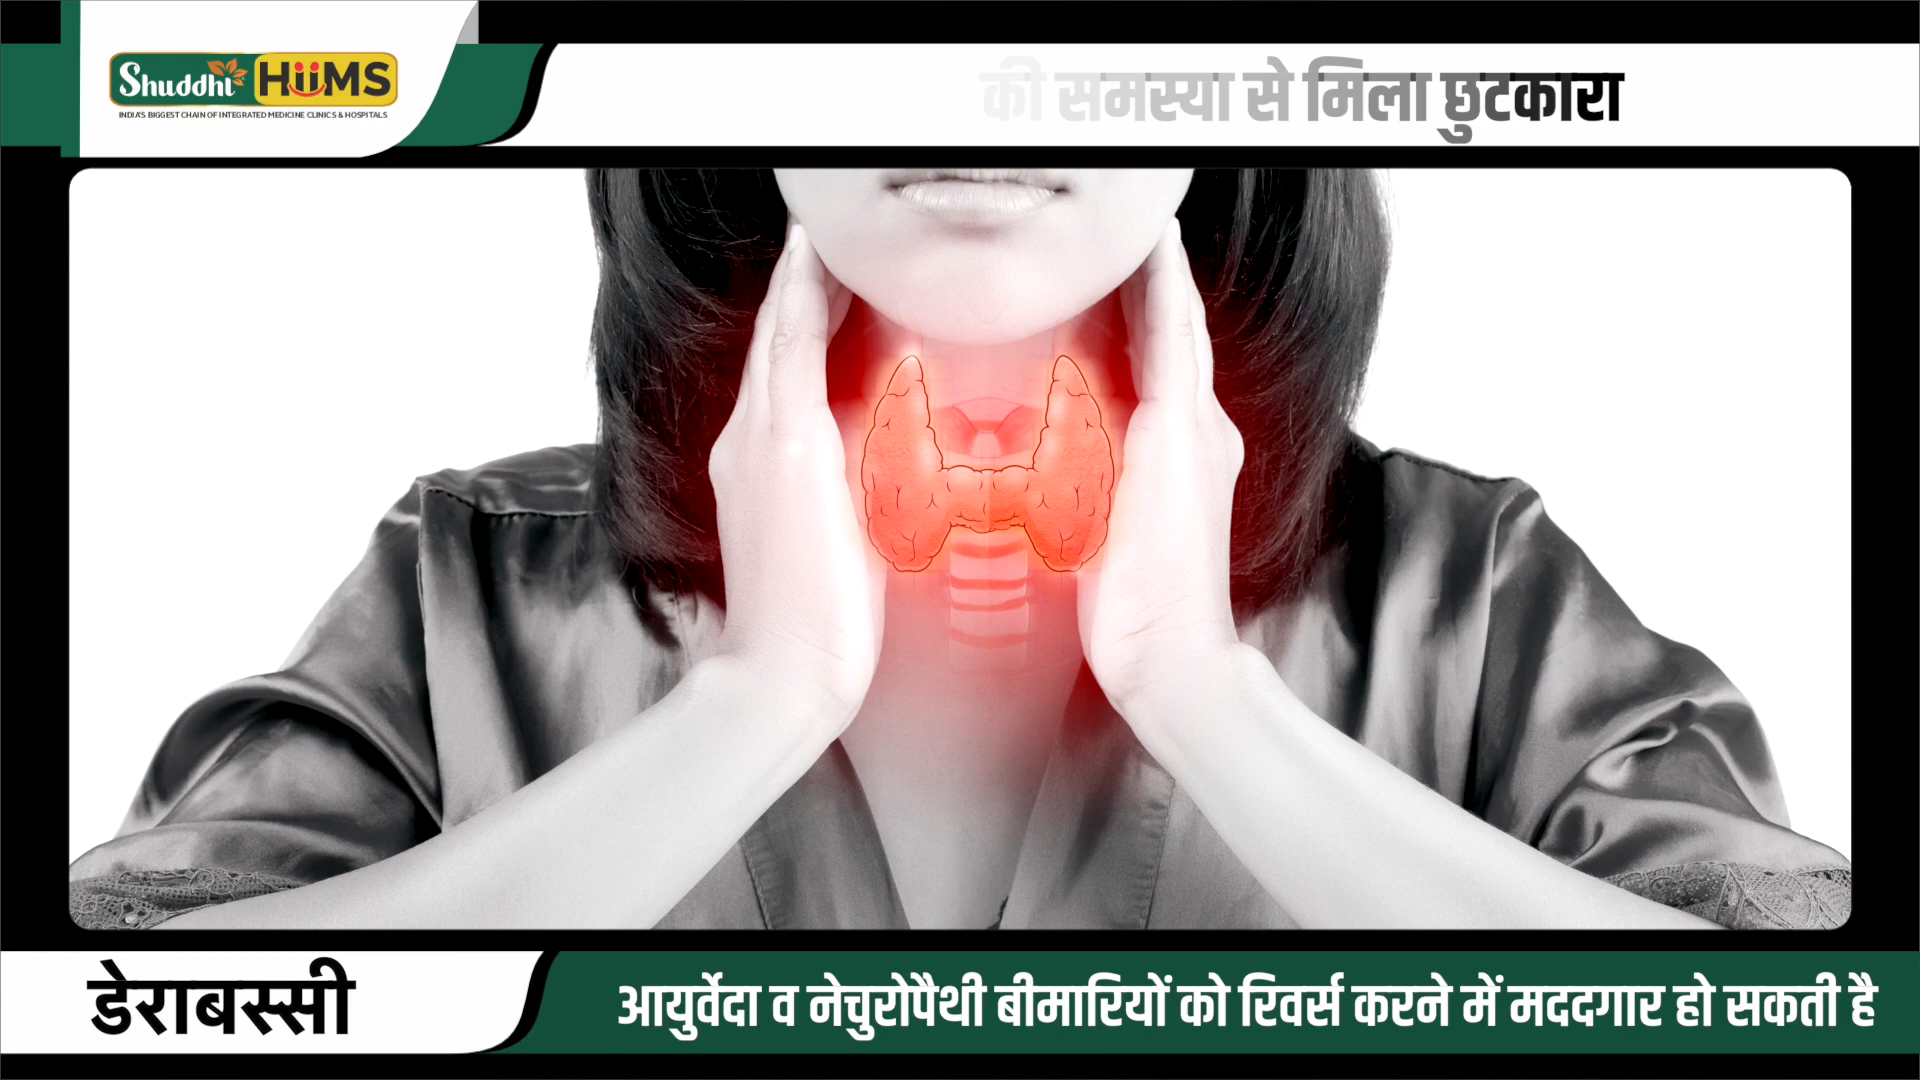 Shuddhi HiiMS
INDIA'S BIGGEST CHAIN OF INTEGRATED MEDICINE CLINICS & HOSPITALS
की समस्या से मिला छुटकारा
डेराबस्सी
आयुर्वेदा व नेचुरोपैथी बीमारियों को रिवर्स करने में मददगार हो सकती है